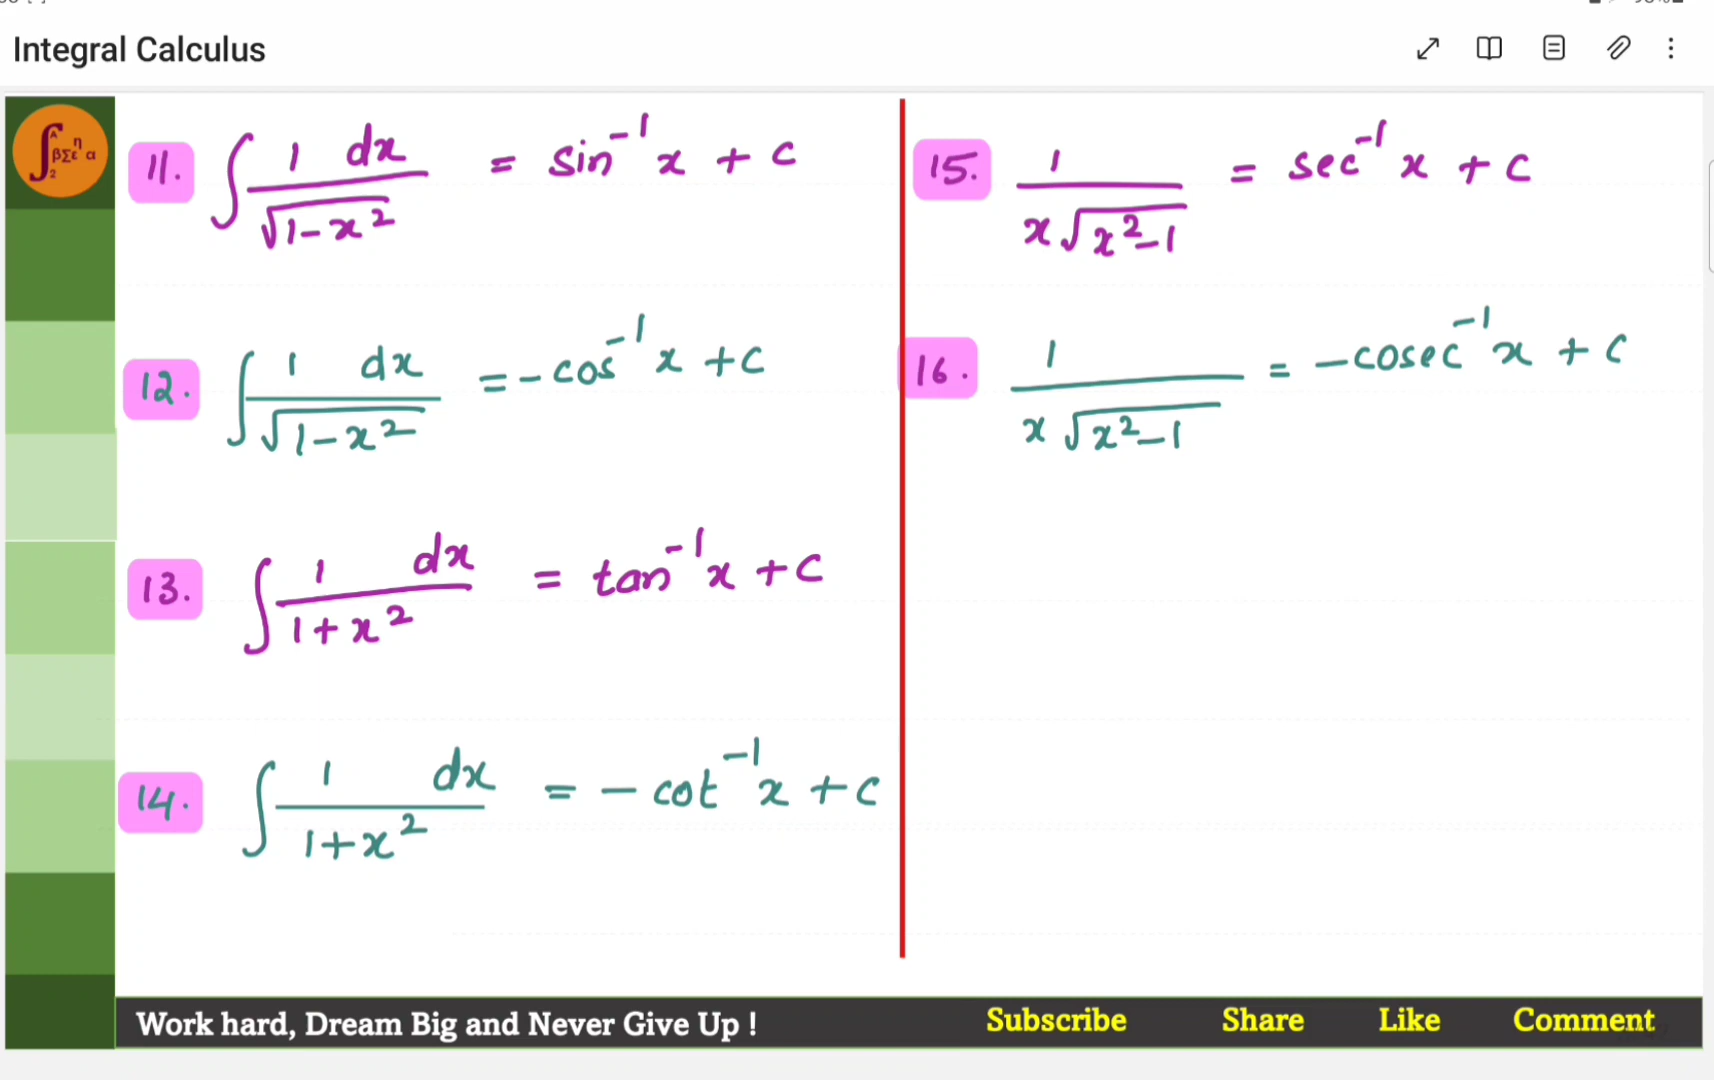 Integral Calculus
11. ∫ 1/√(1-x²) dx = sin⁻¹x + c
12. ∫ 1/√(1-x²) dx = -cos⁻¹x + c
13. ∫ 1/(1+x²) dx = tan⁻¹x + c
14. ∫ 1/(1+x²) dx = -cot⁻¹x + c
15. 1/(x√(x²-1)) = sec⁻¹x + c
16. 1/(x√(x²-1)) = -cosec⁻¹x + c
Work hard, Dream Big and Never Give Up !
Subscribe Share Like Comment